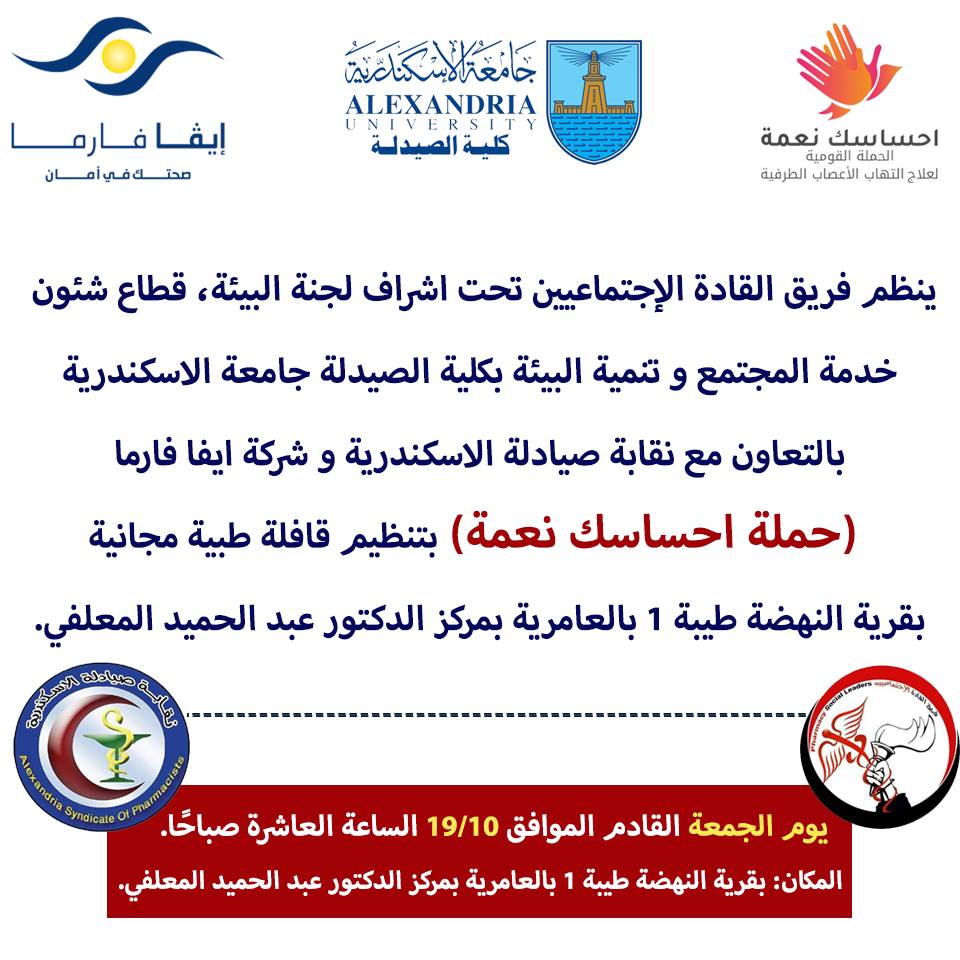 إيڤا فارما
صحتك في أمان
جامعة الإسكندرية
ALEXANDRIA
UNIVERSITY
كلية الصيدلة
احساسك نعمة
الحملة القومية
لعلاج التهاب الأعصاب الطرفية
ينظم فريق القادة الإجتماعيين تحت اشراف لجنة البيئة، قطاع شئون
خدمة المجتمع و تنمية البيئة بكلية الصيدلة جامعة الاسكندرية
بالتعاون مع نقابة صيادلة الاسكندرية و شركة ايفا فارما
(حملة احساسك نعمة) بتنظيم قافلة طبية مجانية
بقرية النهضة طيبة 1 بالعامرية بمركز الدكتور عبد الحميد المعلفي.
نقابة صيادلة الاسكندرية
Alexandria Syndicate Of Pharmacists
Pharmacy Social Leaders
يوم الجمعة القادم الموافق 19/10 الساعة العاشرة صباحًا.
المكان: بقرية النهضة طيبة 1 بالعامرية بمركز الدكتور عبد الحميد المعلفي.